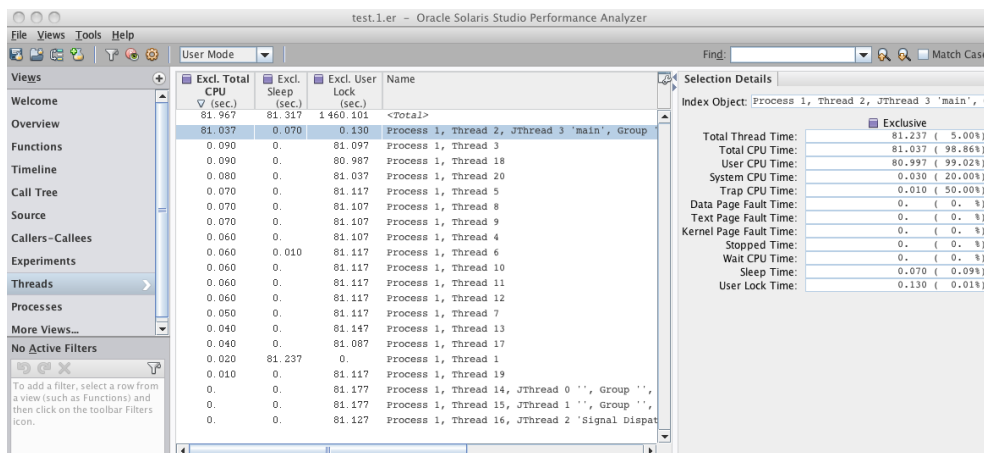 test.1.er – Oracle Solaris Studio Performance Analyzer
File Views Tools Help
User Mode
Find:
Match Case
Views
Welcome
Overview
Functions
Timeline
Call Tree
Source
Callers-Callees
Experiments
Threads
Processes
More Views...
No Active Filters
To add a filter, select a row from
a view (such as Functions) and
then click on the toolbar Filters
icon.
Excl. Total CPU (sec.) Excl. Sleep (sec.) Excl. User Lock (sec.) Name
81.967 81.317 1460.101 <Total>
81.037 0.070 0.130 Process 1, Thread 2, JThread 3 'main', Group '
0.090 0. 81.097 Process 1, Thread 3
0.090 0. 80.987 Process 1, Thread 18
0.080 0. 81.037 Process 1, Thread 20
0.070 0. 81.117 Process 1, Thread 5
0.070 0. 81.107 Process 1, Thread 8
0.070 0. 81.107 Process 1, Thread 9
0.060 0. 81.107 Process 1, Thread 4
0.060 0.010 81.117 Process 1, Thread 6
0.060 0. 81.117 Process 1, Thread 10
0.060 0. 81.117 Process 1, Thread 11
0.060 0. 81.117 Process 1, Thread 12
0.050 0. 81.117 Process 1, Thread 7
0.040 0. 81.147 Process 1, Thread 13
0.040 0. 81.087 Process 1, Thread 17
0.020 81.237 0. Process 1, Thread 1
0.010 0. 81.117 Process 1, Thread 19
0. 0. 81.177 Process 1, Thread 14, JThread 0 '', Group '',
0. 0. 81.177 Process 1, Thread 15, JThread 1 '', Group '',
0. 0. 81.127 Process 1, Thread 16, JThread 2 'Signal Dispat
Selection Details
Index Object: Process 1, Thread 2, JThread 3 'main',
Exclusive
Total Thread Time: 81.237 ( 5.00%)
Total CPU Time: 81.037 ( 98.86%)
User CPU Time: 80.997 ( 99.02%)
System CPU Time: 0.030 ( 20.00%)
Trap CPU Time: 0.010 ( 50.00%)
Data Page Fault Time: 0. ( 0. %)
Text Page Fault Time: 0. ( 0. %)
Kernel Page Fault Time: 0. ( 0. %)
Stopped Time: 0. ( 0. %)
Wait CPU Time: 0. ( 0. %)
Sleep Time: 0.070 ( 0.09%)
User Lock Time: 0.130 ( 0.01%)